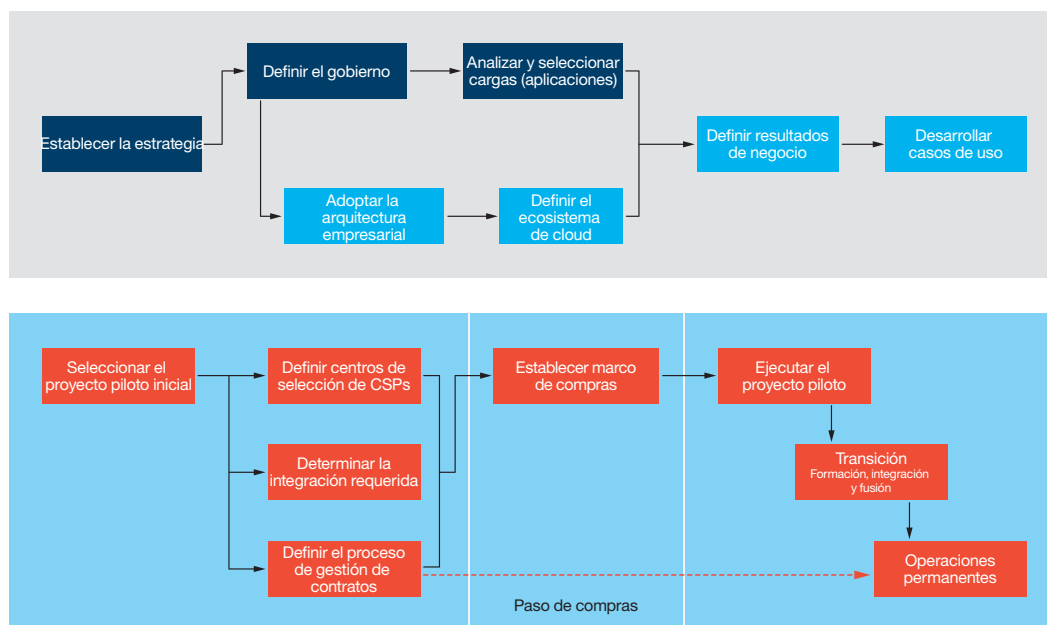 Definir el gobierno
Analizar y seleccionar
cargas (aplicaciones)
Establecer la estrategia
Definir resultados
de negocio
Desarrollar
casos de uso
Adoptar la
arquitectura
empresarial
Definir el
ecosistema
de cloud
Seleccionar el
proyecto piloto inicial
Definir centros de
selección de CSPs
Establecer marco
de compras
Ejecutar el
proyecto piloto
Determinar la
integración requerida
Transición
Formación, integración
y fusión
Definir el proceso
de gestión de
contratos
Operaciones
permanentes
Paso de compras